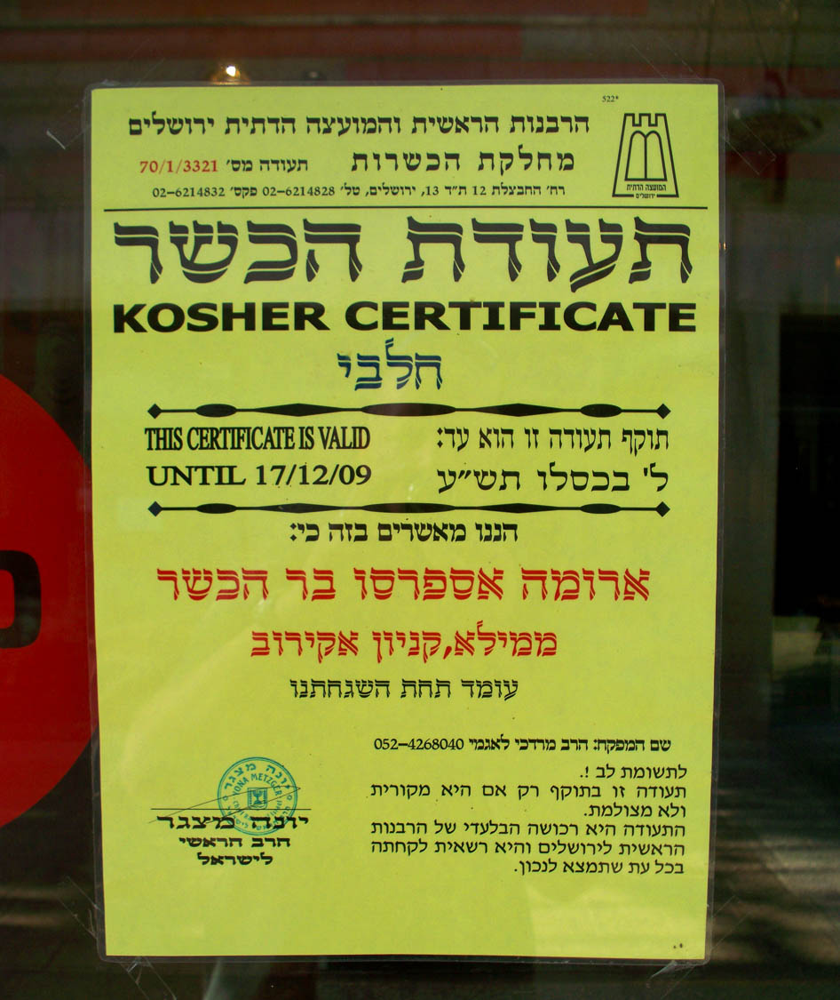 522*
הרבנות הראשית והמועצה הדתית ירושלים
מחלקת הכשרות תעודה מס׳ 70/1/3321
רח׳ החבצלת 12 ת״ד 13, ירושלים, טל׳ 02-6214828 פקס׳ 02-6214832
המועצה הדתית
ירושלים
תעודת הכשר
KOSHER CERTIFICATE
חלבי
תוקף תעודה זו הוא עד:
ל' בכסלו תש״ע
THIS CERTIFICATE IS VALID
UNTIL 17/12/09
הננו מאשרים בזה כי:
ארומה אספרסו בר הכשר
ממילא,קניון אקירוב
עומד תחת השגחתנו
שם המפקח: הרב מרדכי לאגמי 052-4268040
לתשומת לב !.
תעודה זו בתוקף רק אם היא מקורית
ולא מצולמת.
התעודה היא רכושה הבלעדי של הרבנות
הראשית לירושלים והיא רשאית לקחתה
בכל עת שתמצא לנכון.
יונה מצגר
YONA METZGER
יונה מצגר
הרב הראשי
לישראל